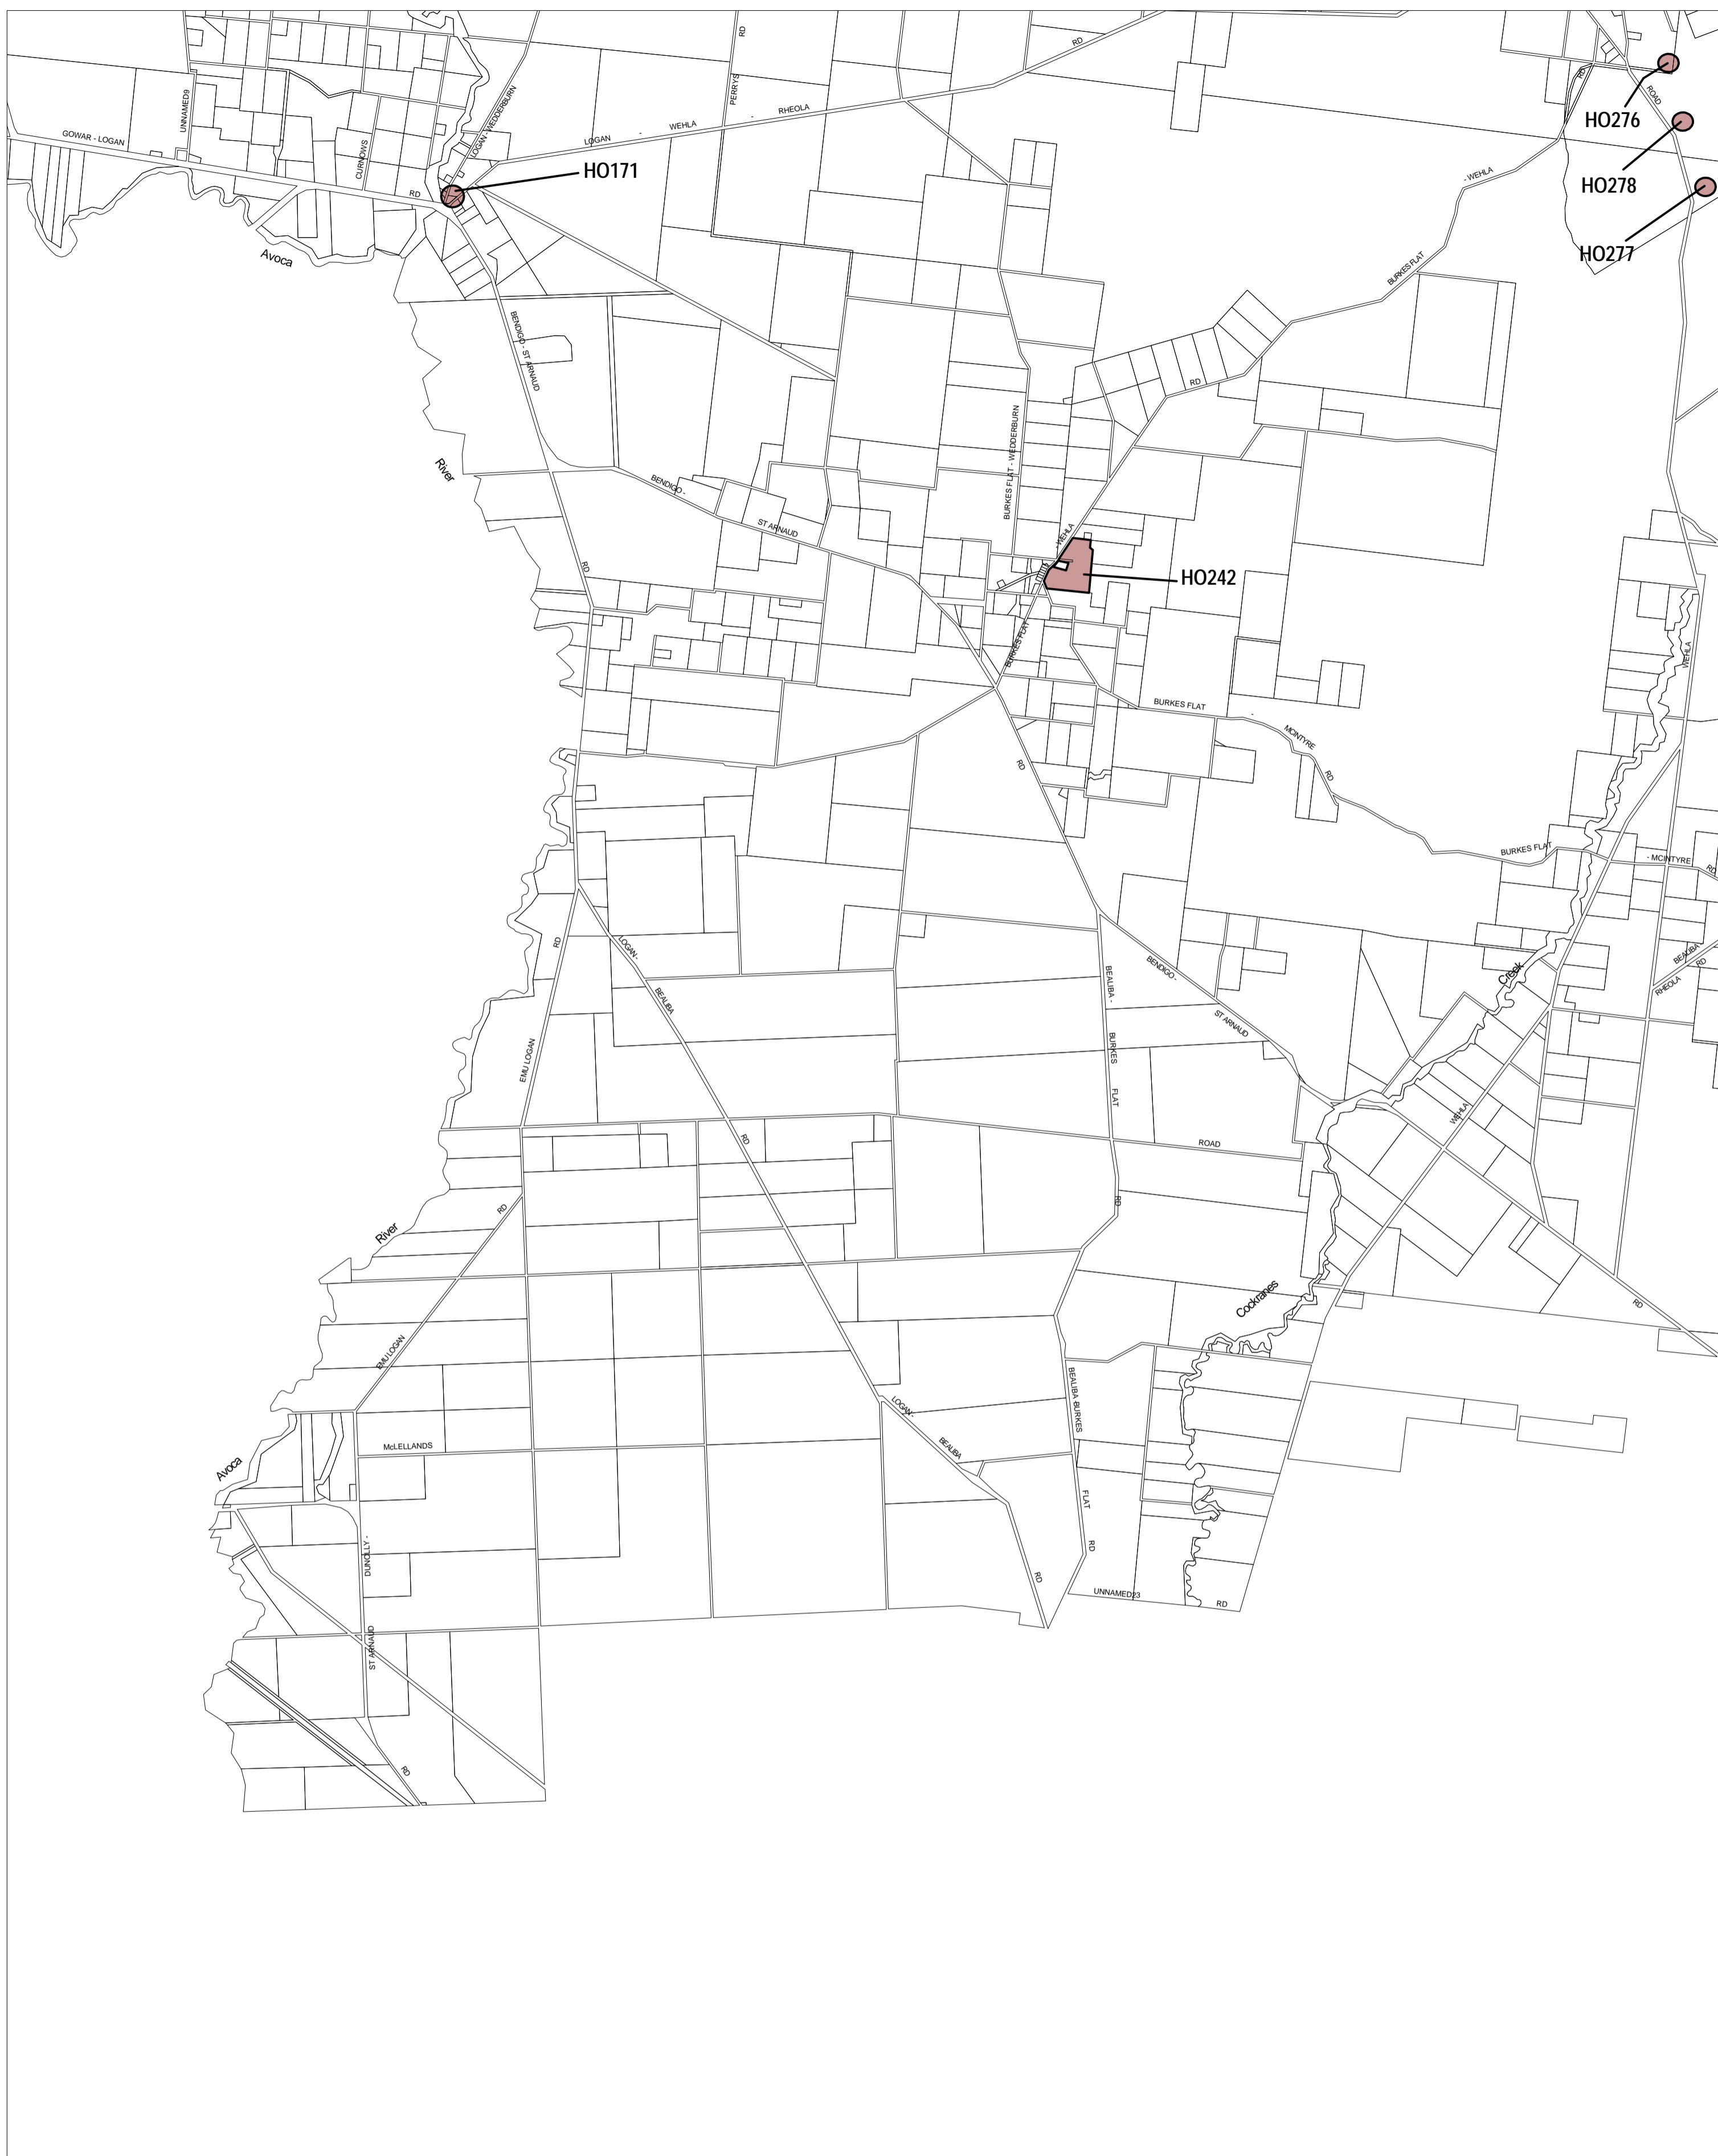 RD
RD
PERRYS
UNNAMED9
LOGAN - WEDDERBURN
GOWAR - LOGAN
CURNOWS
RD
LOGAN
-
WEHLA
-
RHEOLA
RD
ROAD
HO276
HO278
HO277
HO171
- WEHLA
BURKES FLAT
RD
Avoca
BENDIGO - ST ARNAUD
River
BENDIGO -
ST ARNAUD
BURKES FLAT - WEDDERBURN
- WEHLA
HO242
RD
BURKES FLAT
WEHLA
BURKES FLAT
-
MCINTYRE
RD
RD
BURKES FLAT
- MCINTYRE
RD
RD
LOGAN -
BEALIBA
BEALIBA -
BURKES
FLAT
BENDIGO -
ST ARNAUD
Creek
BEALIBA
RD
RHEOLA
EMU LOGAN
RD
ROAD
WEHLA
RD
RD
River
Cockranes
RD
EMU LOGAN
BEALIBA-BURKES
LOGAN -
BEALIBA
McLELLANDS
Avoca
FLAT
DUNOLLY -
RD
RD
UNNAMED23
RD
ST ARNAUD
RD